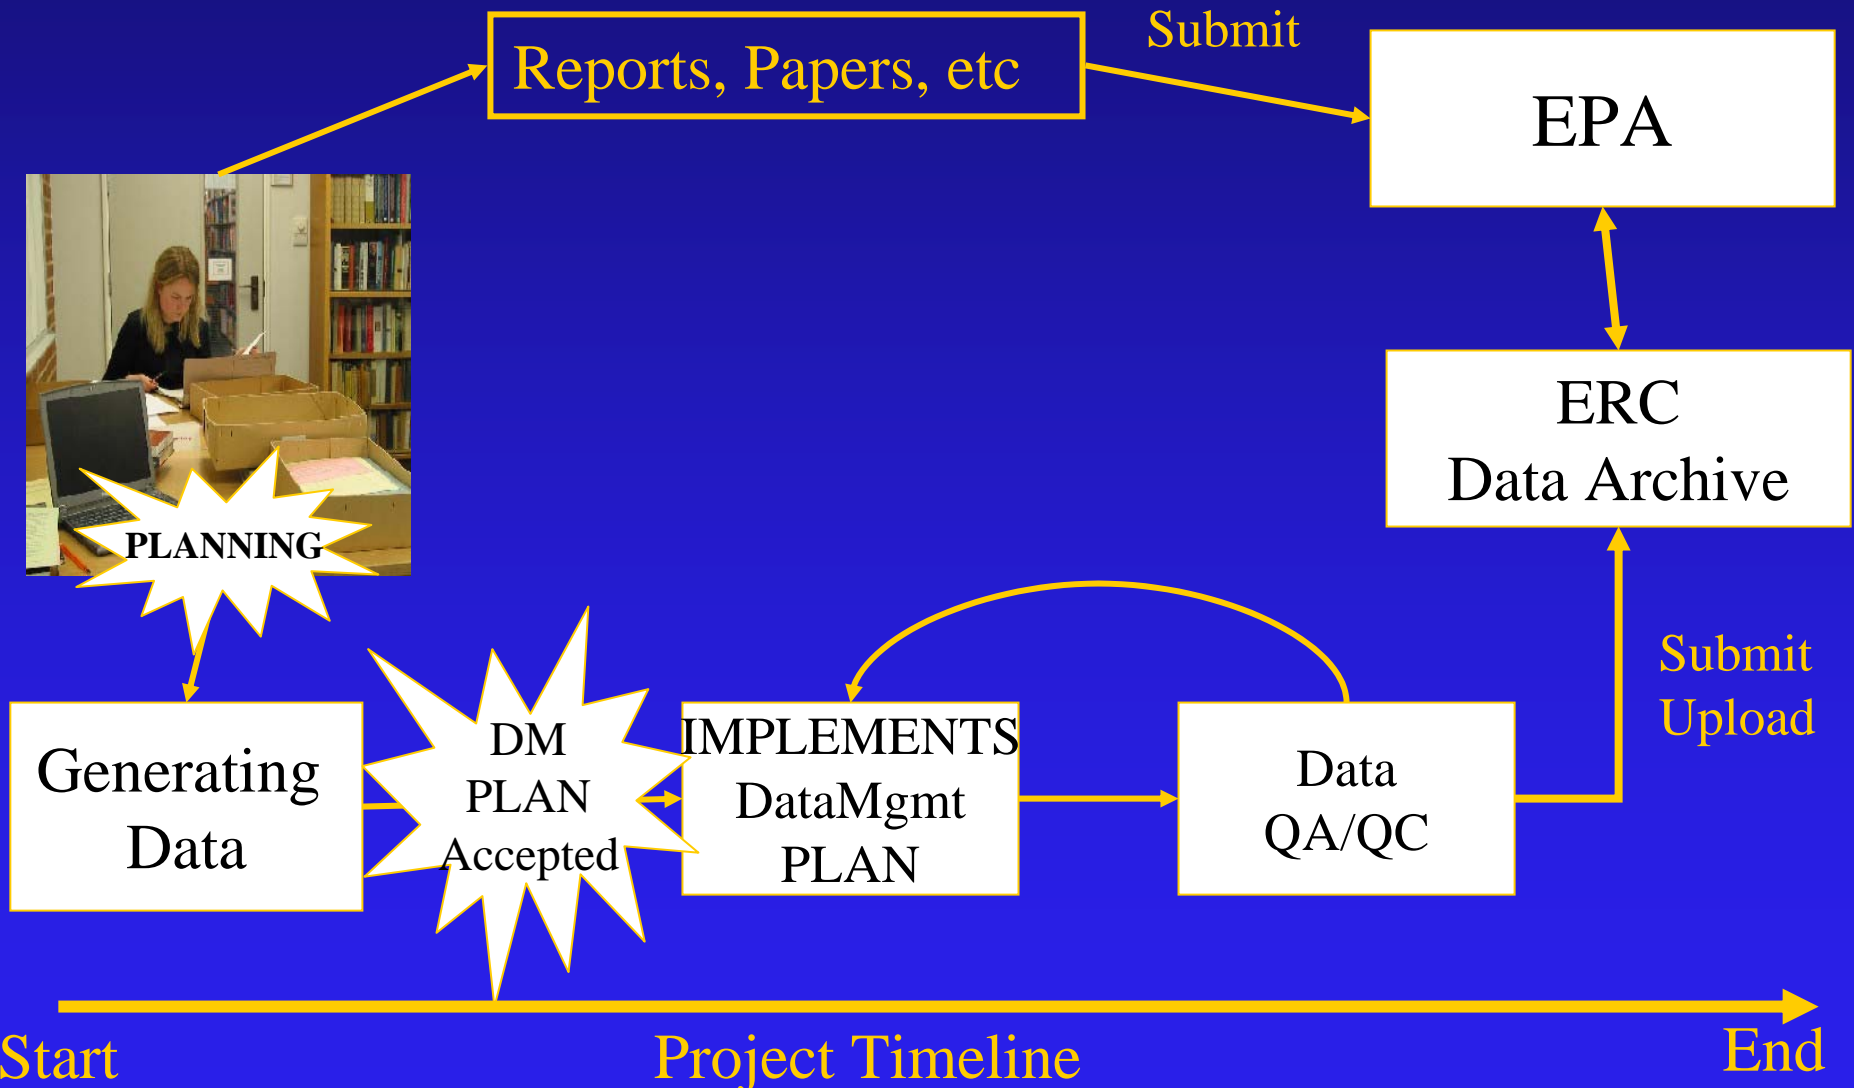 Submit
Reports, Papers, etc
EPA
ERC
Data Archive
PLANNING
Submit
Upload
Generating
Data
DM
PLAN
Accepted
IMPLEMENTS
DataMgmt
PLAN
Data
QA/QC
Start
Project Timeline
End